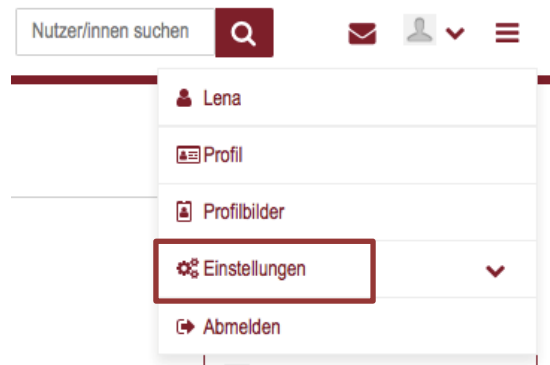 Nutzer/innen suchen
Lena
Profil
Profilbilder
Einstellungen
Abmelden